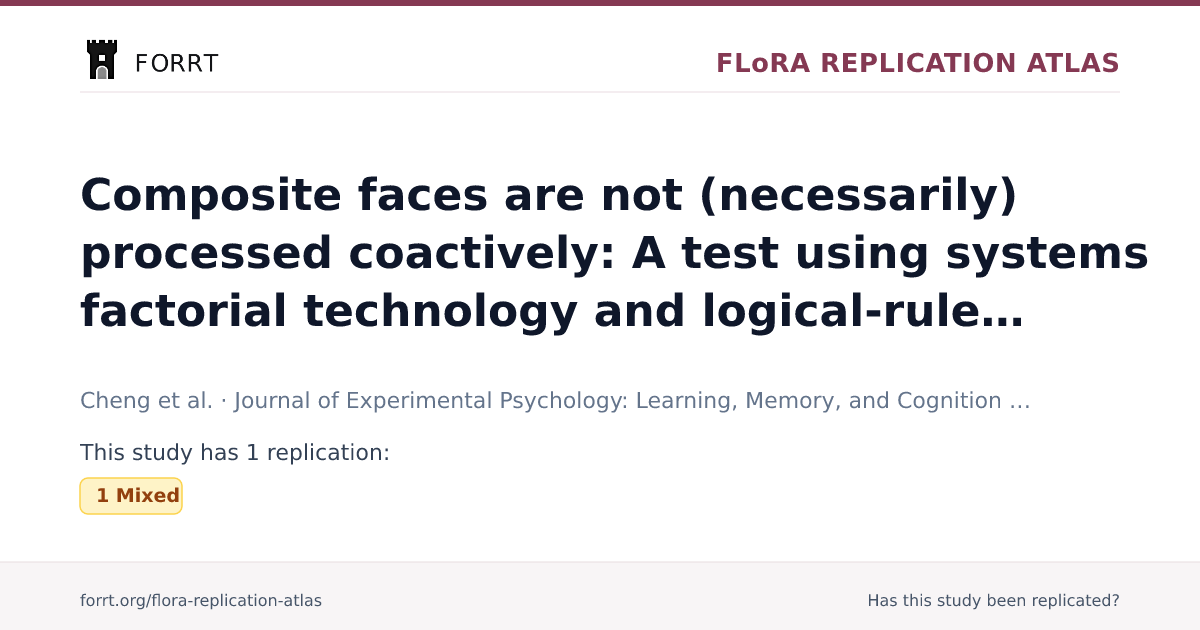 FORRT
FLoRA REPLICATION ATLAS
Composite faces are not (necessarily)
processed coactively: A test using systems
factorial technology and logical-rule…
Cheng et al. · Journal of Experimental Psychology: Learning, Memory, and Cognition …
This study has 1 replication:
1 Mixed
forrt.org/flora-replication-atlas
Has this study been replicated?